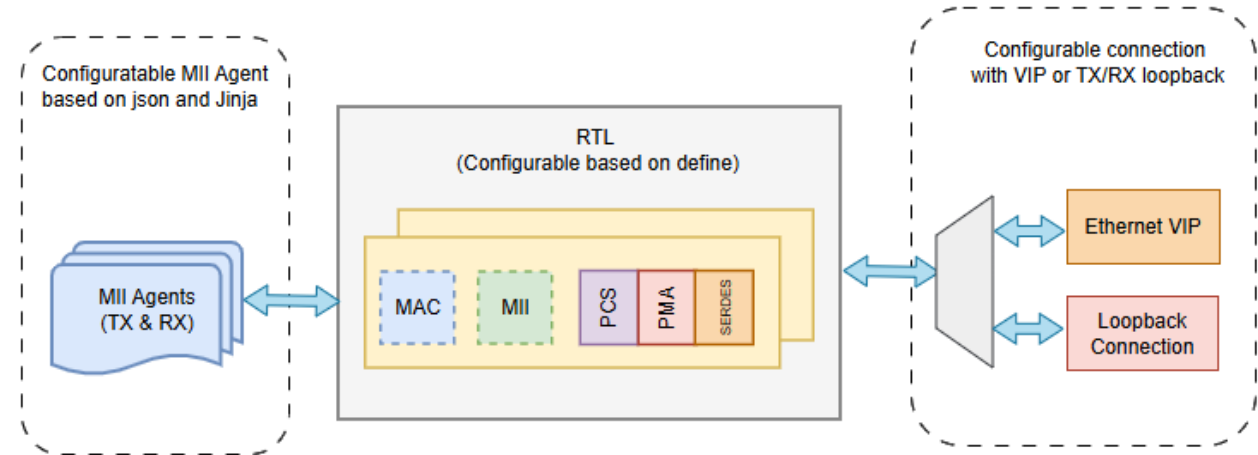 Configuratable MII Agent
based on json and Jinja
MII Agents
(TX & RX)
RTL
(Configurable based on define)
MAC
MII
PCS
PMA
SERDES
Configurable connection
with VIP or TX/RX loopback
Ethernet VIP
Loopback
Connection